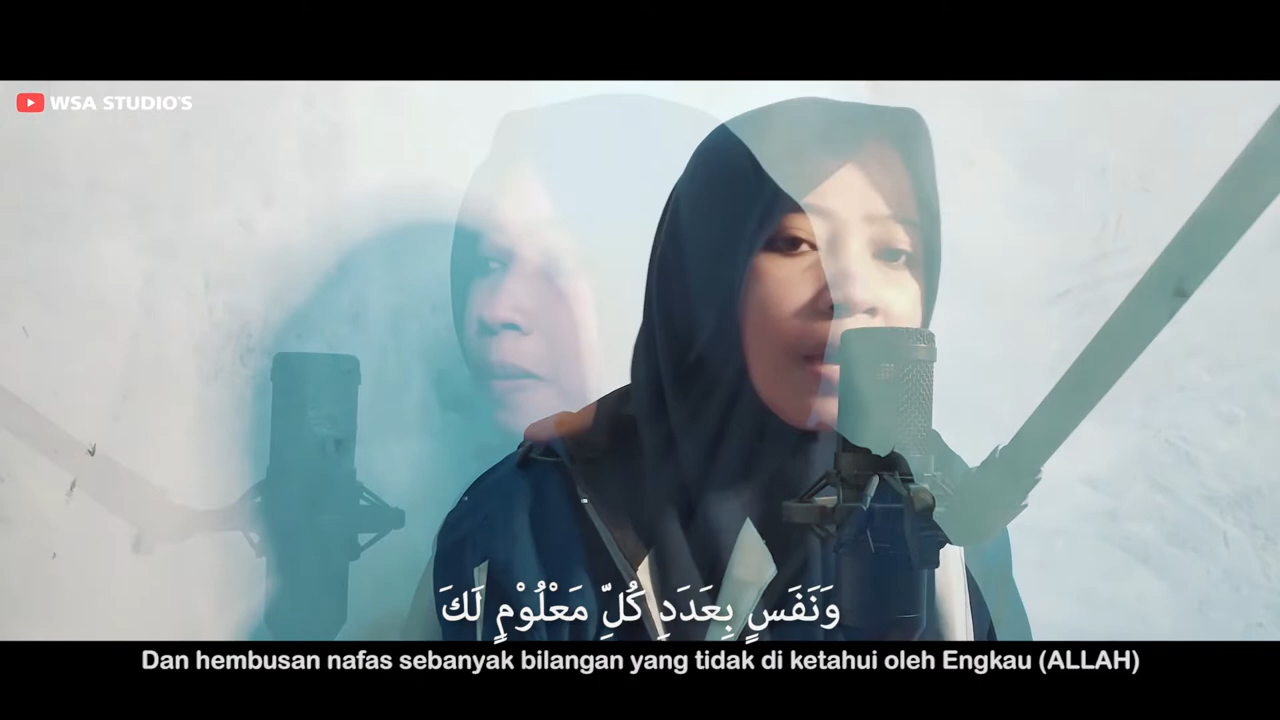 WSA STUDIO'S
وَنَفَسٍ بِعَدَدِ كُلِّ مَعْلُوْمٍ لَكَ
Dan hembusan nafas sebanyak bilangan yang tidak di ketahui oleh Engkau (ALLAH)